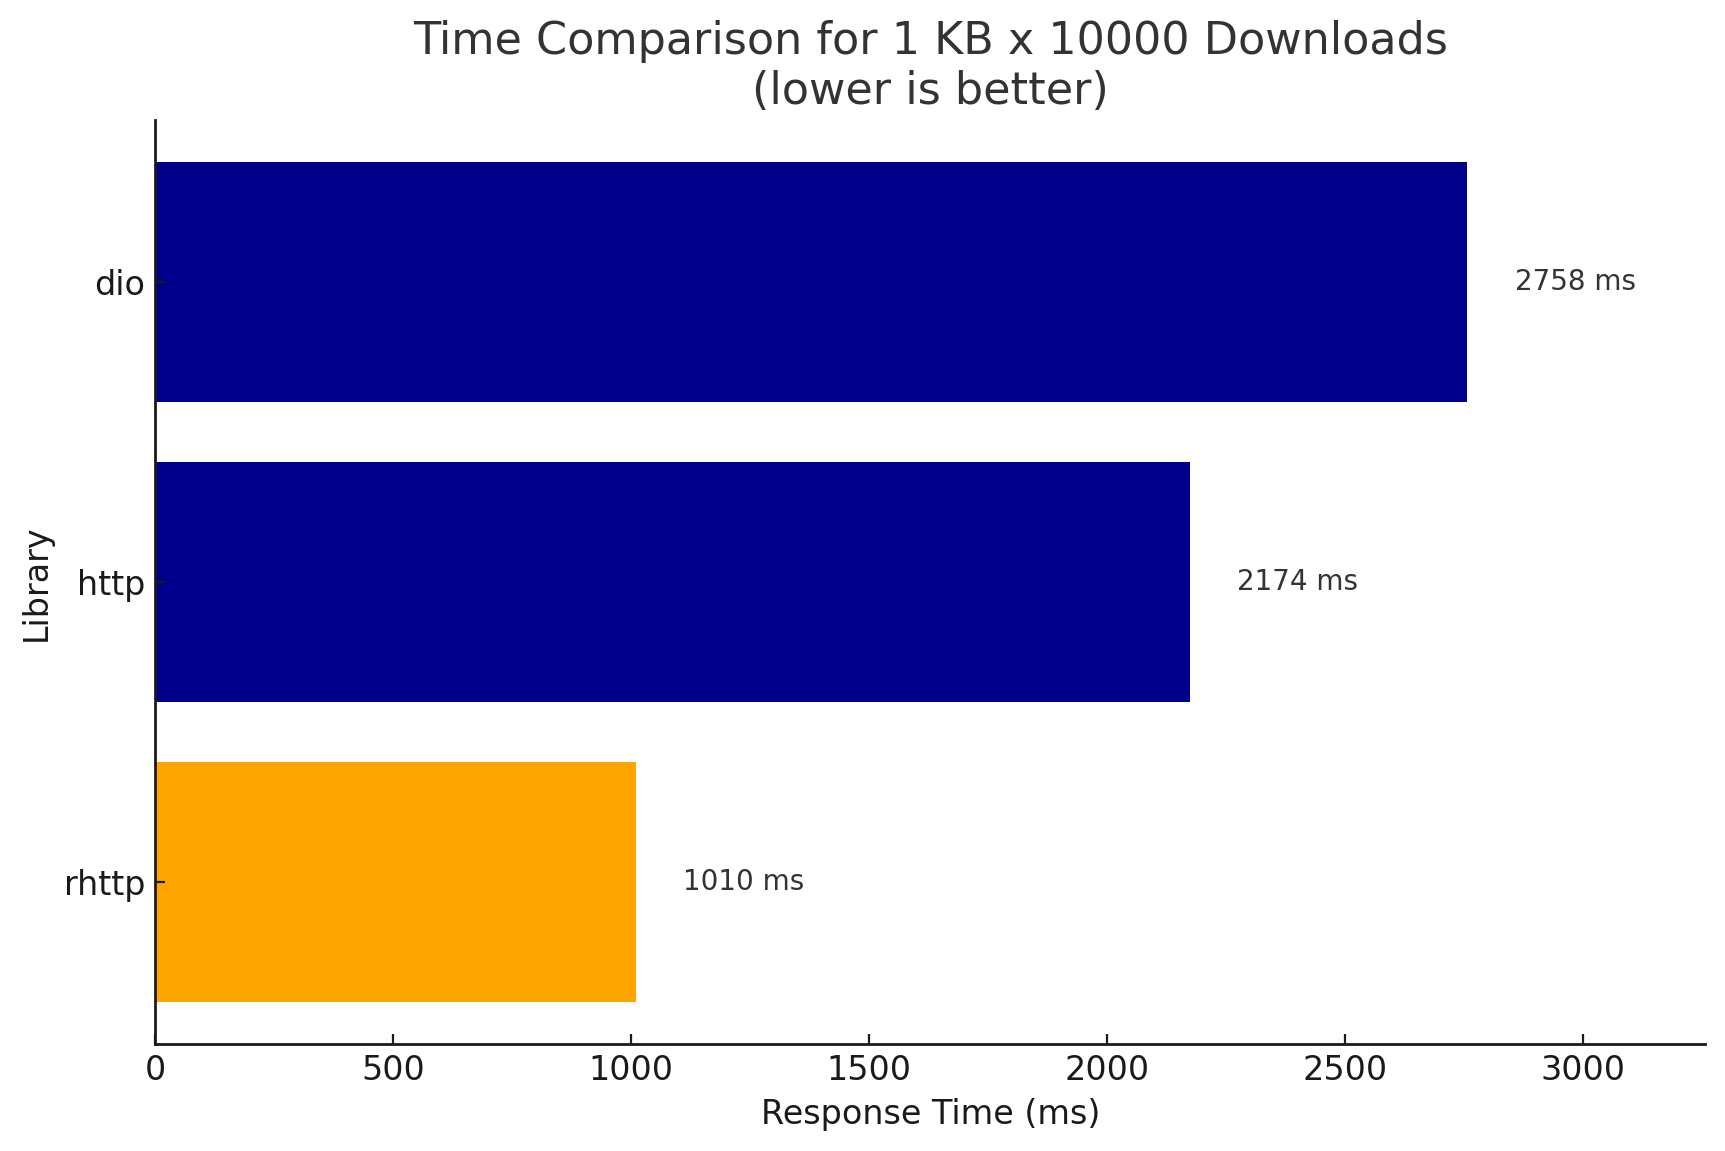 Time Comparison for 1 KB x 10000 Downloads
(lower is better)
dio
2758 ms
http
2174 ms
rhttp
1010 ms
Library
0 500 1000 1500 2000 2500 3000
Response Time (ms)